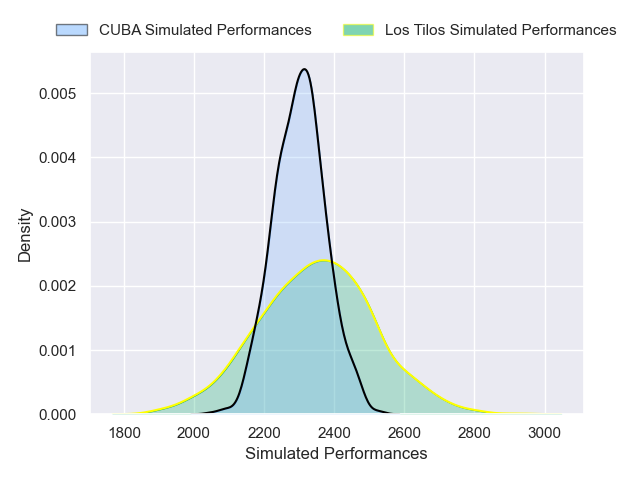 CUBA Simulated Performances Los Tilos Simulated Performances
0.005
0.004
0.003
0.002
0.001
0.000
Density
1800 2000 2200 2400 2600 2800 3000
Simulated Performances